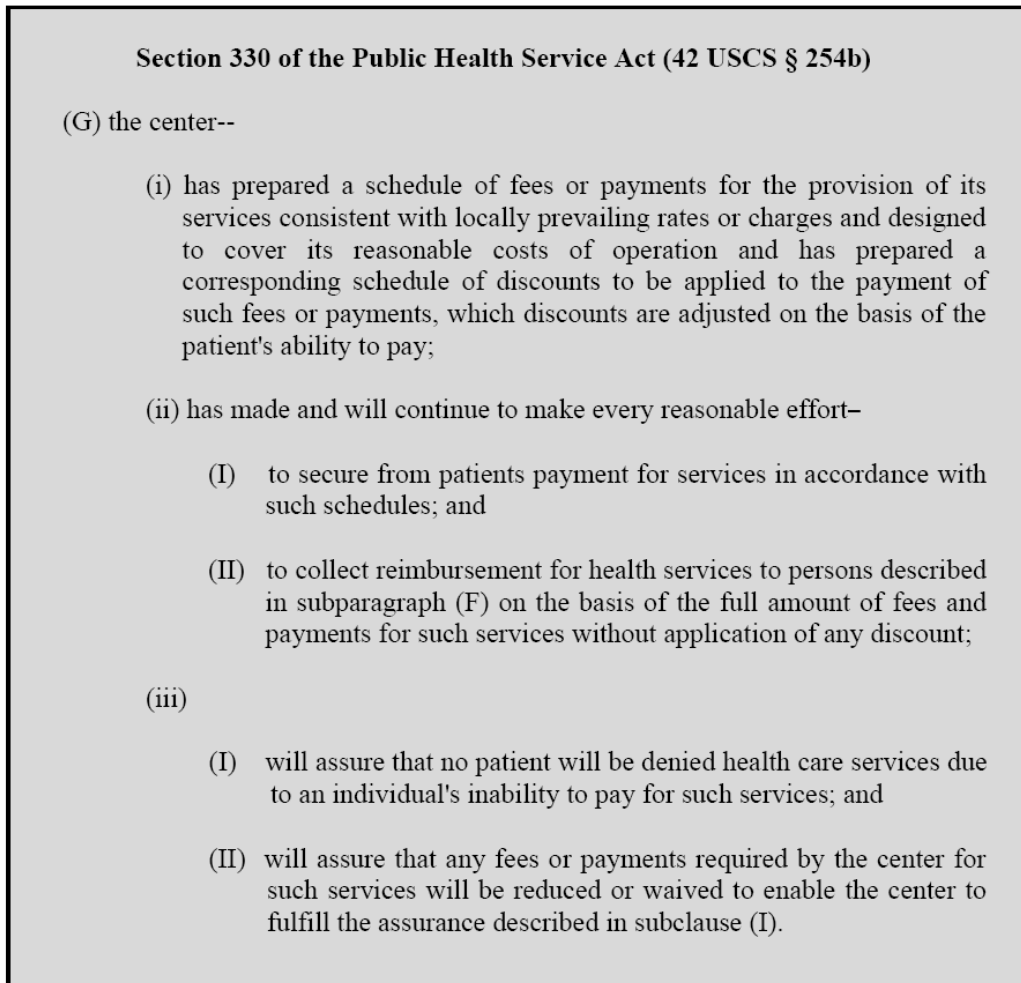 Section 330 of the Public Health Service Act (42 USCS § 254b)
(G) the center--
(i) has prepared a schedule of fees or payments for the provision of its
services consistent with locally prevailing rates or charges and designed
to cover its reasonable costs of operation and has prepared a
corresponding schedule of discounts to be applied to the payment of
such fees or payments, which discounts are adjusted on the basis of the
patient's ability to pay;
(ii) has made and will continue to make every reasonable effort–
(I) to secure from patients payment for services in accordance with
such schedules; and
(II) to collect reimbursement for health services to persons described
in subparagraph (F) on the basis of the full amount of fees and
payments for such services without application of any discount;
(iii)
(I) will assure that no patient will be denied health care services due
to an individual's inability to pay for such services; and
(II) will assure that any fees or payments required by the center for
such services will be reduced or waived to enable the center to
fulfill the assurance described in subclause (I).